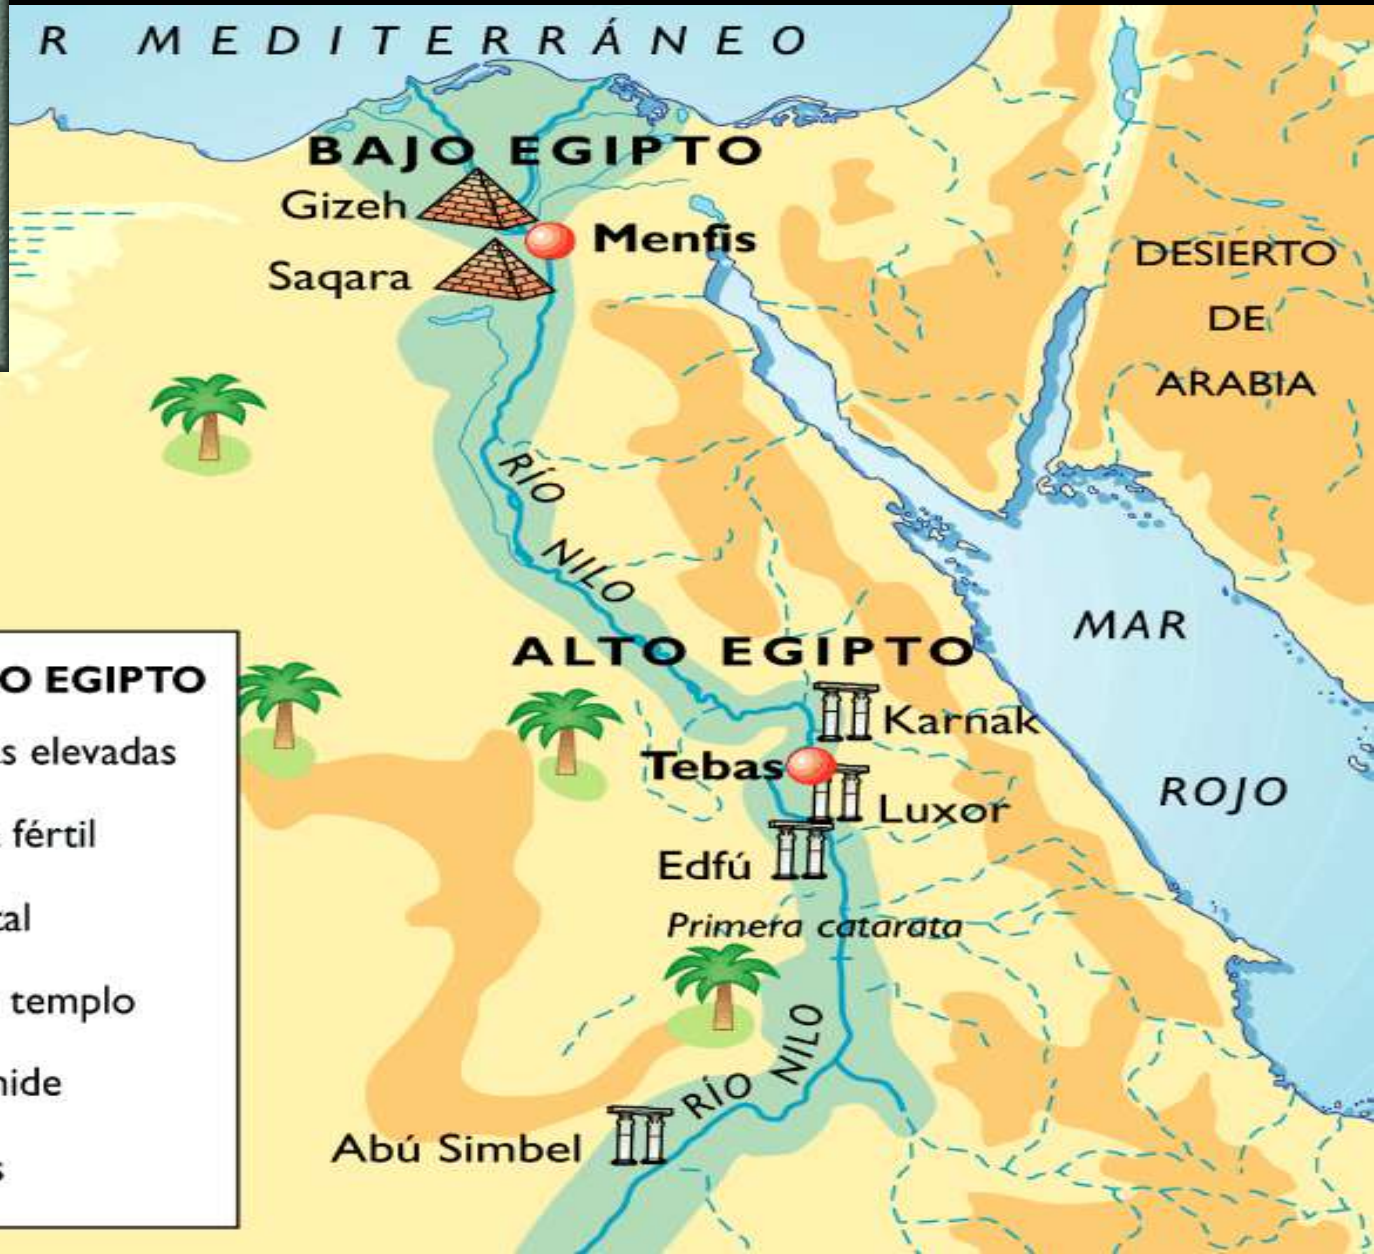 R MEDITERRÁNEO
BAJO EGIPTO
Gizeh
Menfis
Saqara
DESIERTO
DE
ARABIA
RÍO
NILO
ALTO EGIPTO
MAR
ROJO
Karnak
Tebas
Luxor
Edfú
Primera catarata
RÍO NILO
Abú Simbel
O EGIPTO
s elevadas
fértil
tal
templo
nide
s